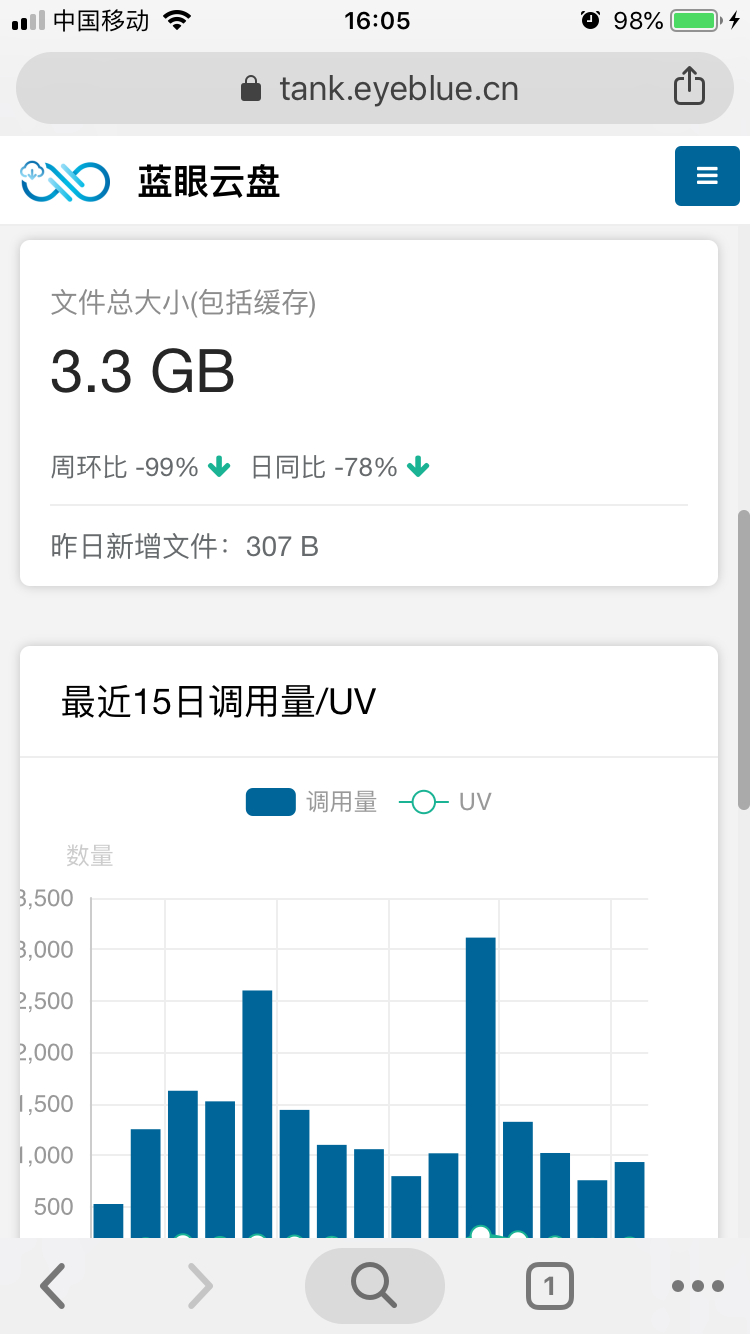 中国移动 16:05 98%
tank.eyeblue.cn
蓝眼云盘
文件总大小(包括缓存)
3.3 GB
周环比 -99% 日同比 -78%
昨日新增文件：307 B
最近15日调用量/UV
调用量 UV
数量
3,500
3,000
2,500
2,000
1,500
1,000
500
1